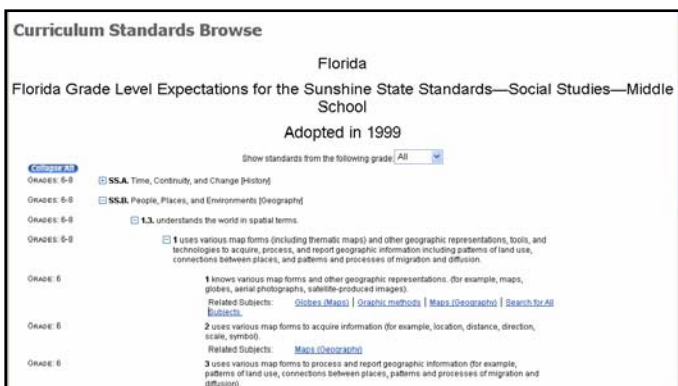 Curriculum Standards Browse
Florida
Florida Grade Level Expectations for the Sunshine State Standards—Social Studies—Middle
School
Adopted in 1999
Show standards from the following grade: All
Collapse All
GRADES: 6-8 SS.A. Time, Continuity, and Change [History]
GRADES: 6-8 SS.B. People, Places, and Environments [Geography]
GRADES: 6-8 1.3. understands the world in spatial terms.
GRADES: 6-8 1 uses various map forms (including thematic maps) and other geographic representations, tools, and
technologies to acquire, process, and report geographic information including patterns of land use,
connections between places, and patterns and processes of migration and diffusion.
GRADE: 6 1 knows various map forms and other geographic representations. (for example, maps,
globes, aerial photographs, satellite-produced images).
Related Subjects: Globes (Maps) | Graphic methods | Maps (Geography) | Search for All
Subjects
GRADE: 6 2 uses various map forms to acquire information (for example, location, distance, direction,
scale, symbol).
Related Subjects: Maps (Geography)
GRADE: 6 3 uses various map forms to process and report geographic information (for example,
patterns of land use, connections between places, patterns and processes of migration and
diffusion).